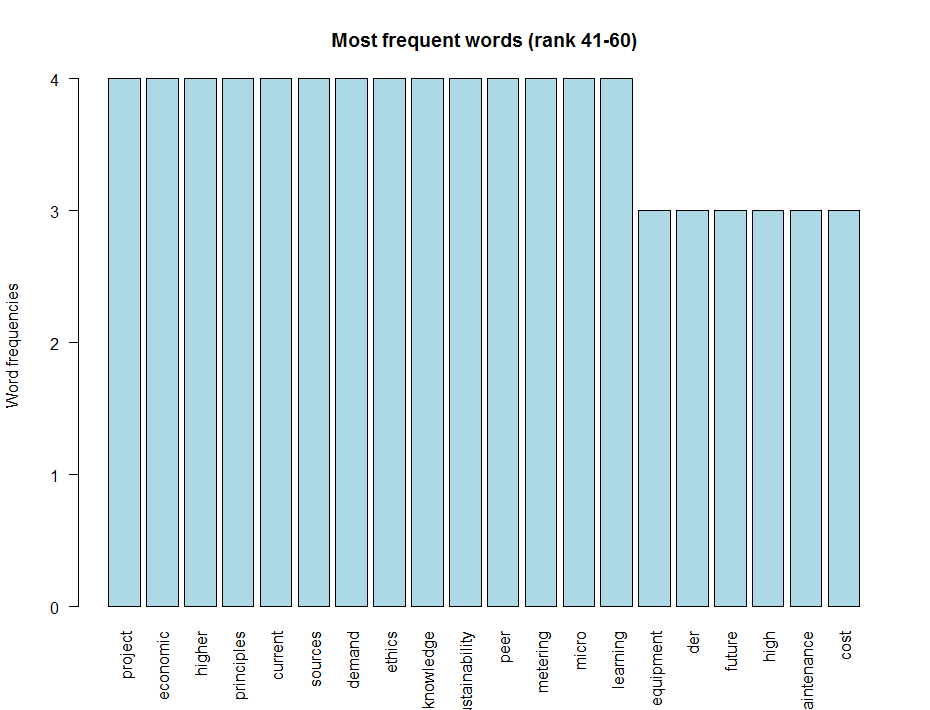 Most frequent words (rank 41-60)
Word frequencies
4
3
2
1
0
project
economic
higher
principles
current
sources
demand
ethics
knowledge
ustainability
peer
metering
micro
learning
equipment
der
future
high
aintenance
cost